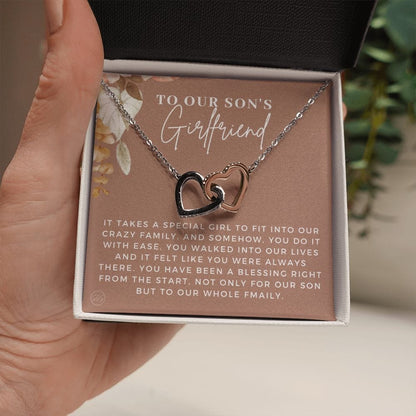 TO OUR SON'S
Girlfriend
IT TAKES A SPECIAL GIRL TO FIT INTO OUR
CRAZY FAMILY, AND SOMEHOW, YOU DO IT
WITH EASE. YOU WALKED INTO OUR LIVES
AND IT FELT LIKE YOU WERE ALWAYS
THERE. YOU HAVE BEEN A BLESSING RIGHT
FROM THE START, NOT ONLY FOR OUR SON
BUT TO OUR WHOLE FMAILY.